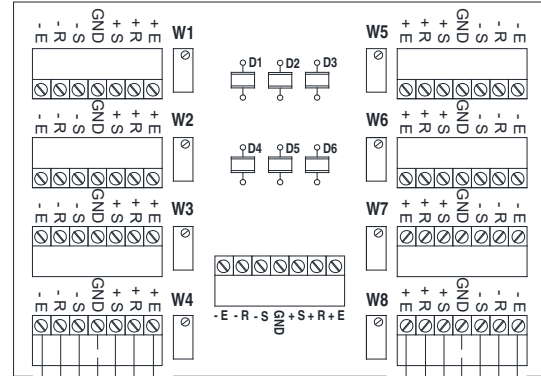 - E - R - S GND + S + R + E
W1
D1 D2 D3
W5
+ E + R + S GND - S - R - E
- E - R - S GND + S + R + E
W2
D4 D5 D6
W6
+ E + R + S GND - S - R - E
- E - R - S GND + S + R + E
W3
W7
+ E + R + S GND - S - R - E
- E - R - S GND + S + R + E
W4
- E - R - S GND + S + R + E
W8
+ E + R + S GND - S - R - E